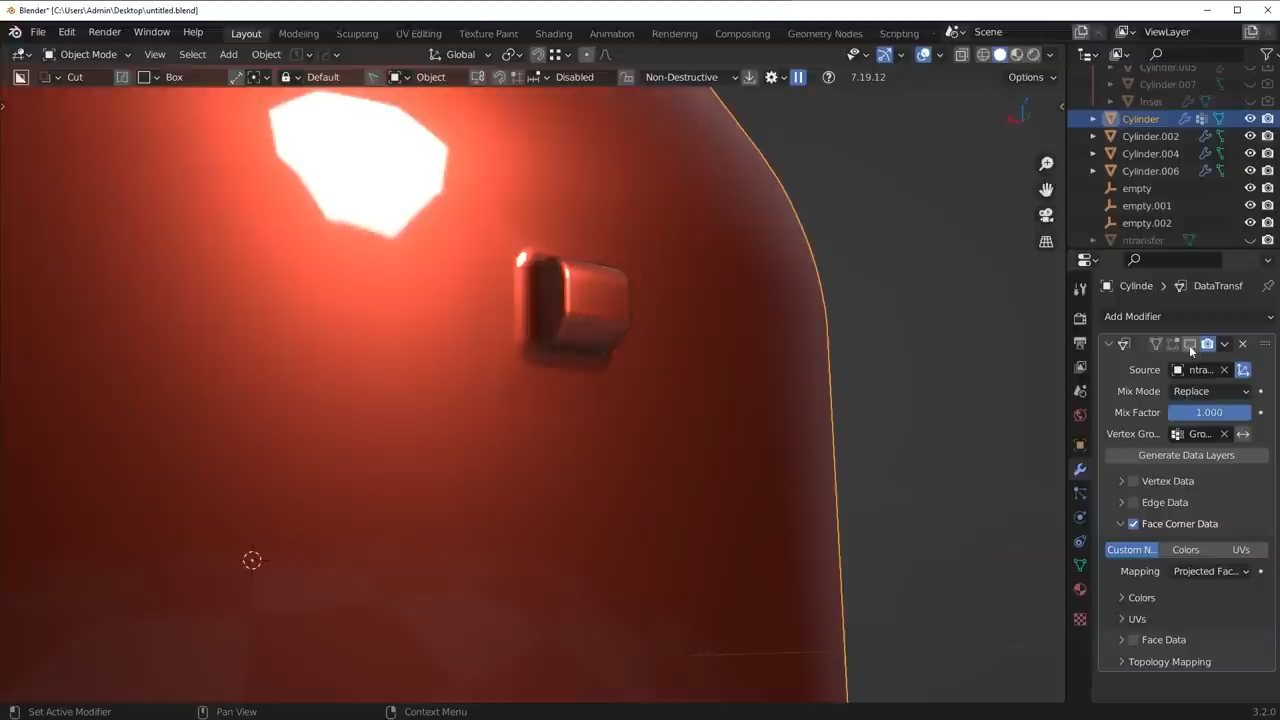 Blender* [C:\Users\Admin\Desktop\untitled.blend]
File Edit Render Window Help Layout Modeling Sculpting UV Editing Texture Paint Shading Animation Rendering Compositing Geometry Nodes Scripting Scene ViewLayer
Object Mode View Select Add Object Global
Cut Box Default Object Disabled Non-Destructive 7.19.12 Options
Cylinder.005
Cylinder.007
Inset
Cylinder
Cylinder.002
Cylinder.004
Cylinder.006
empty
empty.001
empty.002
ntransfer
Cylinde > DataTransf
Add Modifier
Source ntra...
Mix Mode Replace
Mix Factor 1.000
Vertex Gro... Gro...
Generate Data Layers
Vertex Data
Edge Data
Face Corner Data
Custom N... Colors UVs
Mapping Projected Fac...
Colors
UVs
Face Data
Topology Mapping
Set Active Modifier Pan View Context Menu 3.2.0